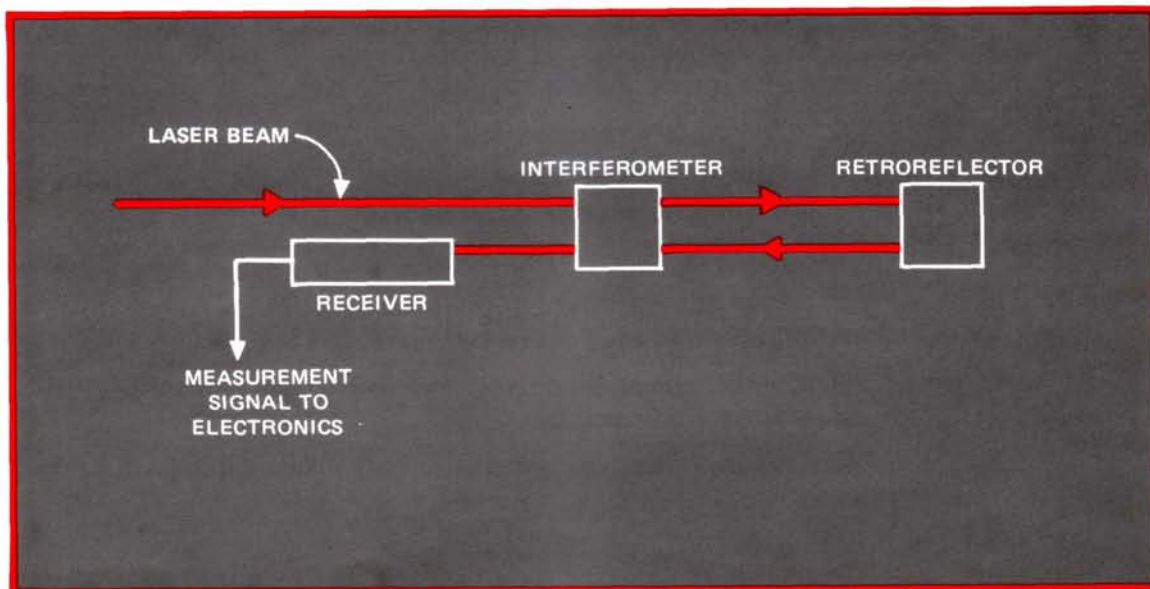 LASER BEAM
INTERFEROMETER
RETROREFLECTOR
RECEIVER
MEASUREMENT
SIGNAL TO
ELECTRONICS